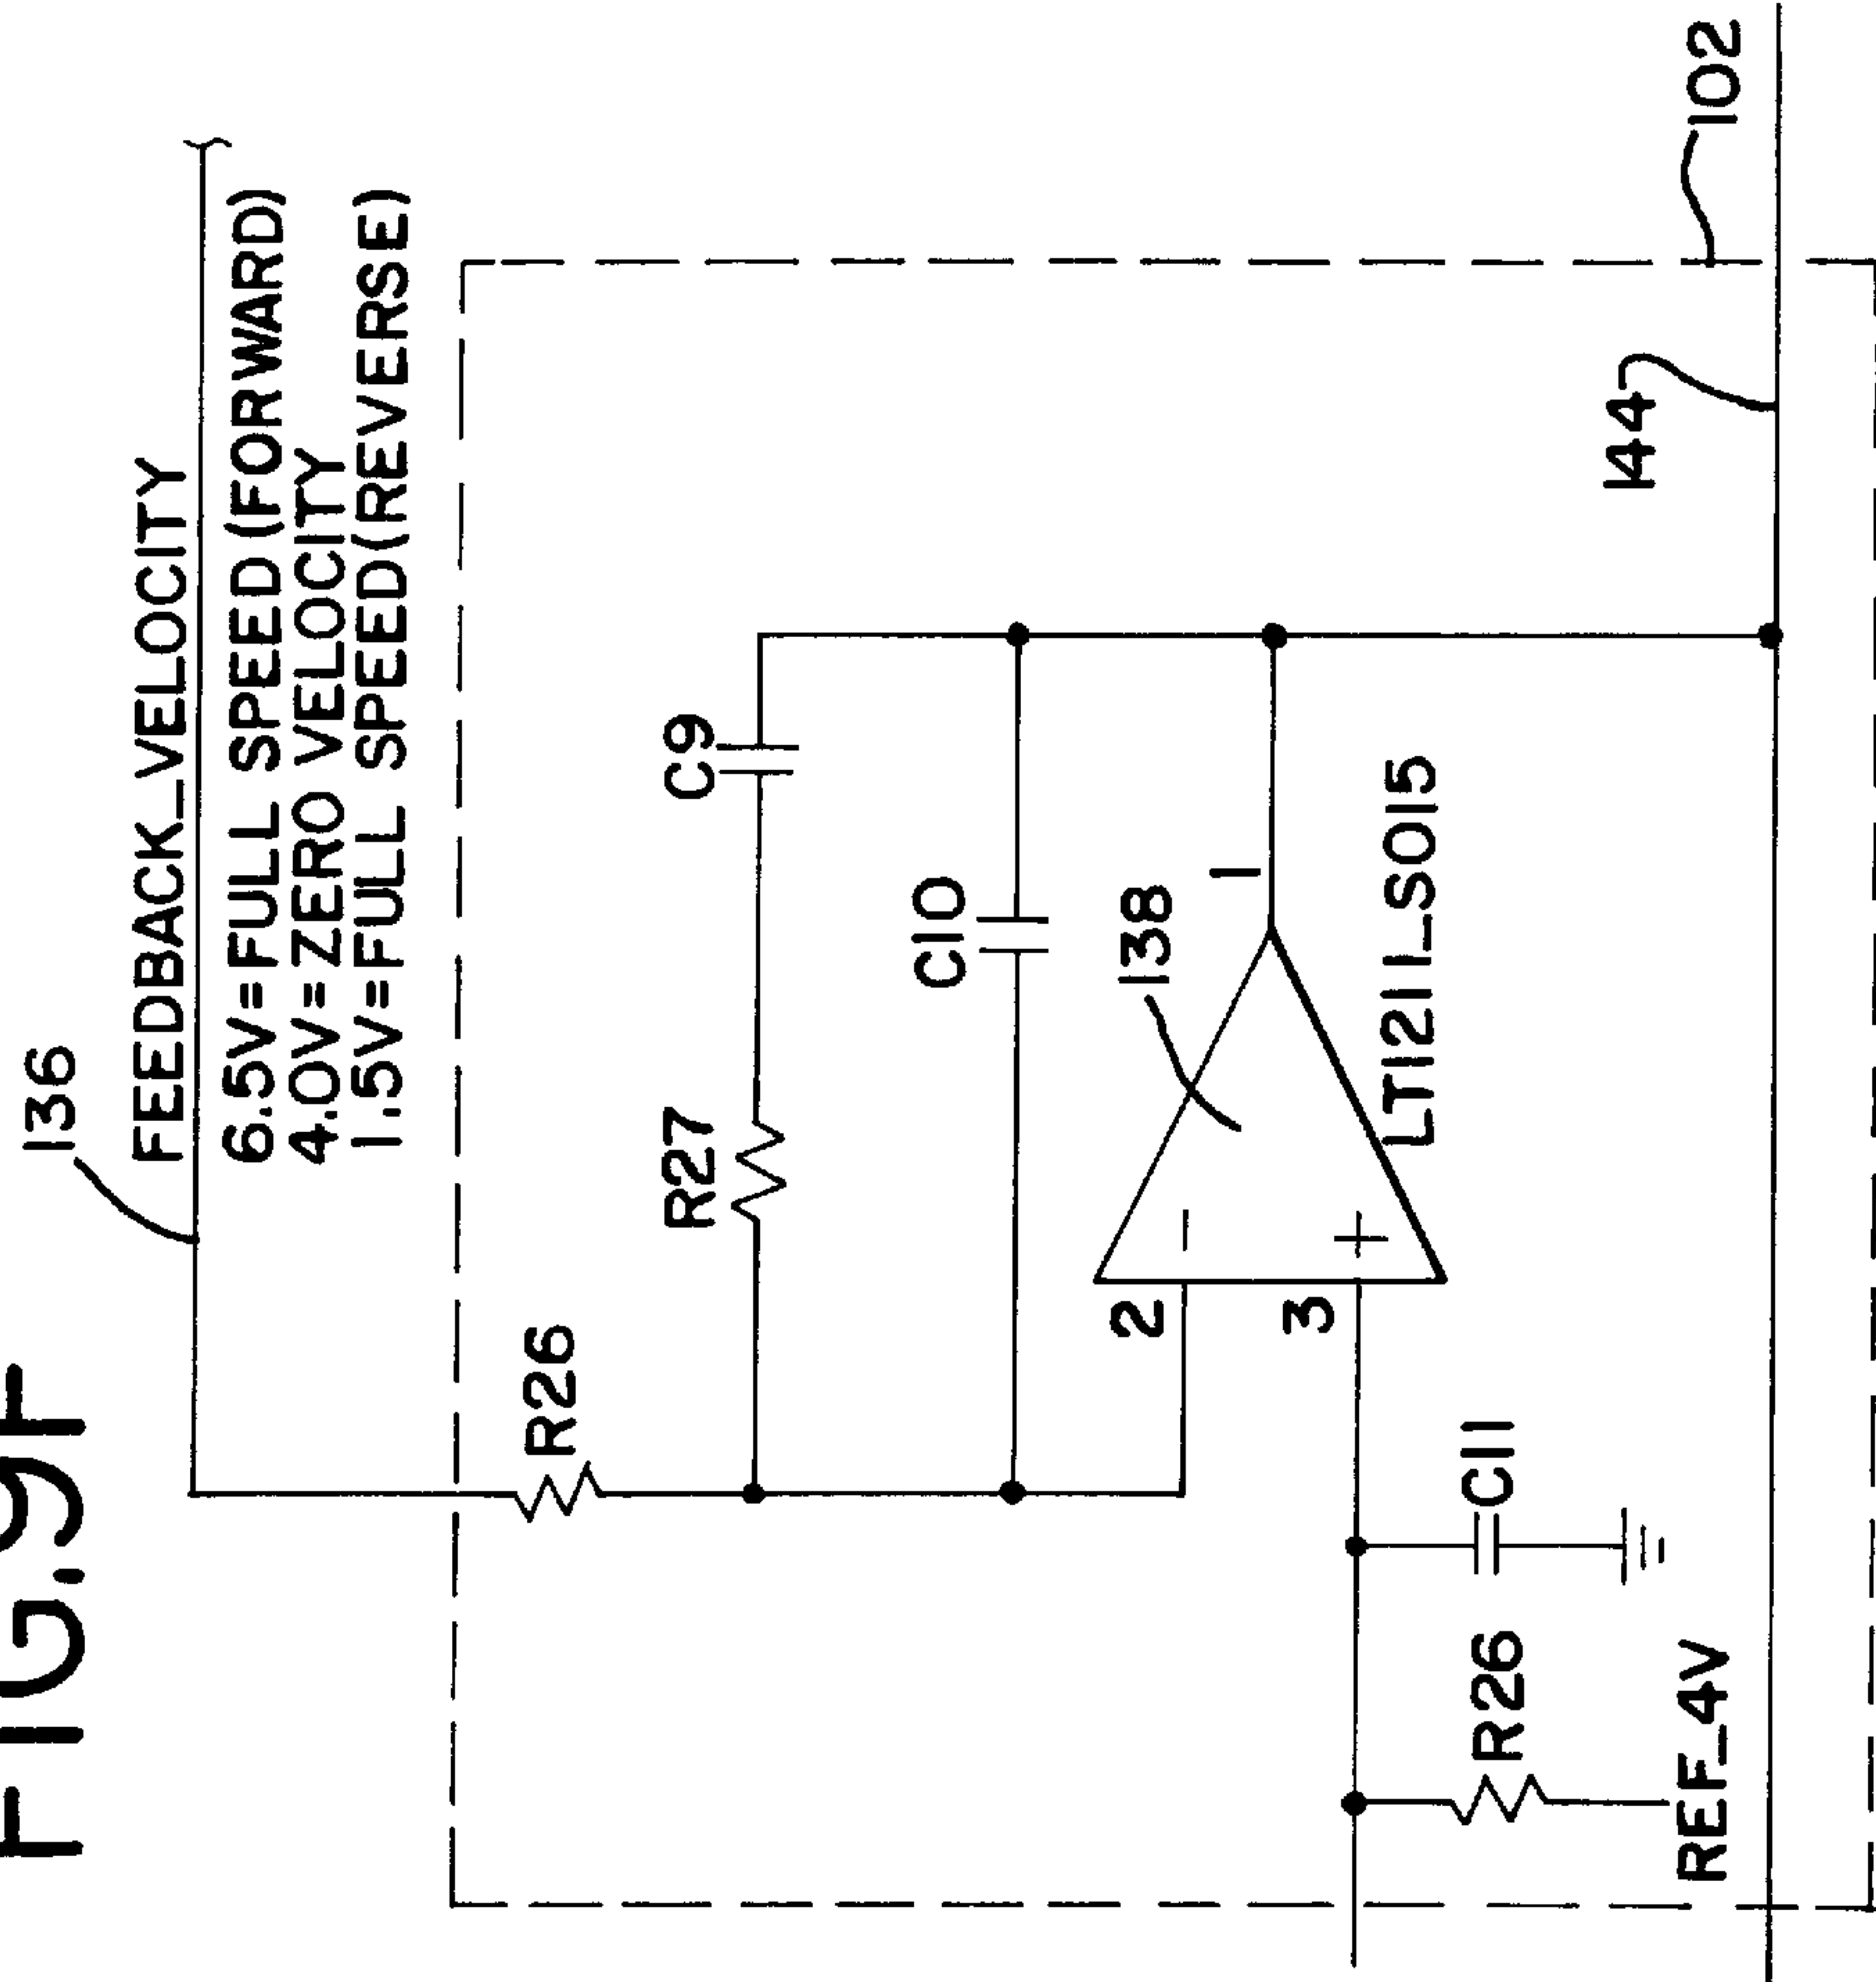 FIG.9F
136
FEEDBACK_VELOCITY
6.5V=FULL SPEED (FORWARD)
4.0V=ZERO VELOCITY
1.5V=FULL SPEED(REVERSE)
R26
R27
C9
C10
138
1
2
3
-
+
LT1211_SO15
C11
R26
REF_4V
144
102